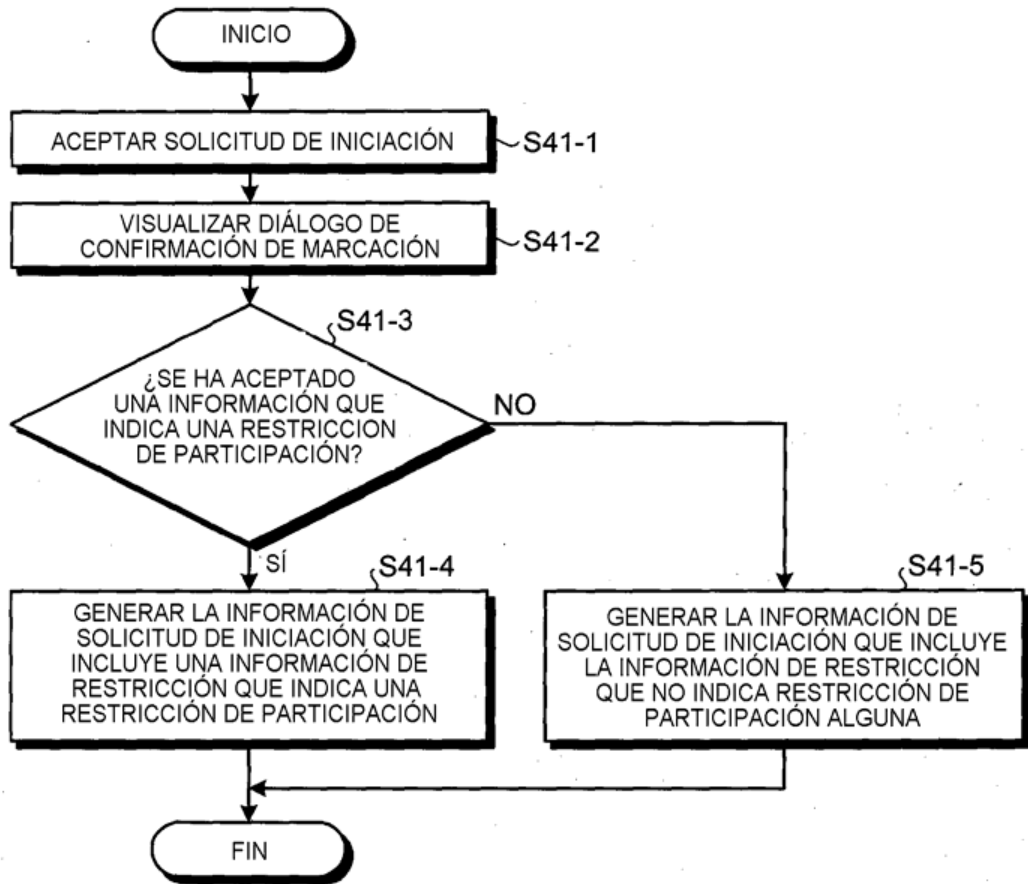 INICIO
ACEPTAR SOLICITUD DE INICIACIÓN
S41-1
VISUALIZAR DIÁLOGO DE
CONFIRMACIÓN DE MARCACIÓN
S41-2
S41-3
¿SE HA ACEPTADO
UNA INFORMACIÓN QUE
INDICA UNA RESTRICCION
DE PARTICIPACIÓN?
NO
SÍ
S41-4
GENERAR LA INFORMACIÓN DE
SOLICITUD DE INICIACIÓN QUE
INCLUYE UNA INFORMACIÓN DE
RESTRICCIÓN QUE INDICA UNA
RESTRICCIÓN DE PARTICIPACIÓN
S41-5
GENERAR LA INFORMACIÓN DE
SOLICITUD DE INICIACIÓN QUE INCLUYE
LA INFORMACIÓN DE RESTRICCIÓN
QUE NO INDICA RESTRICCIÓN DE
PARTICIPACIÓN ALGUNA
FIN